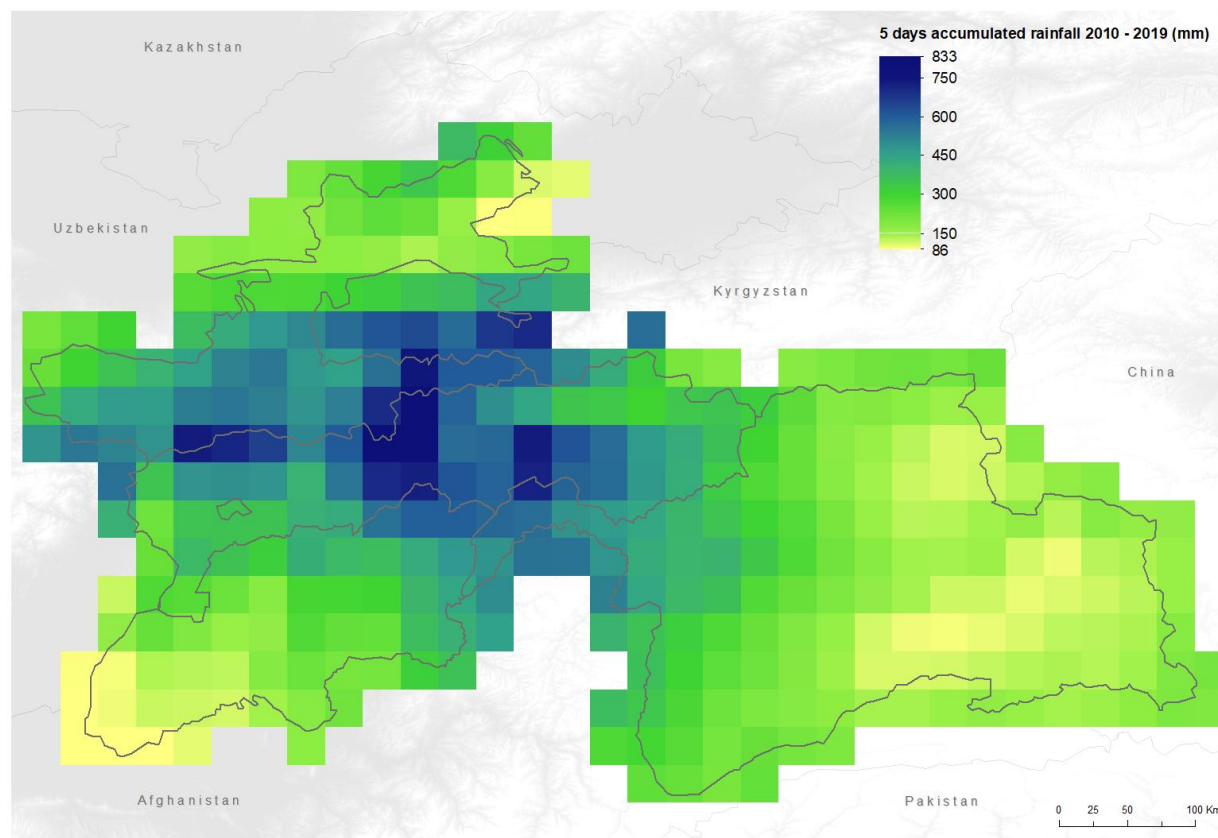 Kazakhstan
5 days accumulated rainfall 2010 - 2019 (mm)
833
750
600
450
300
150
86
Uzbekistan
Kyrgyzstan
China
Afghanistan
Pakistan
0 25 50 100 Km